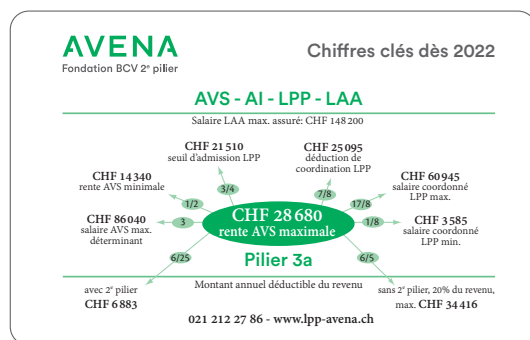 AVENA
Fondation BCV 2e pilier
Chiffres clés dès 2022
AVS - AI - LPP - LAA
Salaire LAA max. assuré: CHF 148 200
CHF 21 510
seuil d'admission LPP
CHF 25 095
déduction de
coordination LPP
CHF 14 340
rente AVS minimale
CHF 60 945
salaire coordonné
LPP max.
3/4
7/8
1/2
17/8
CHF 86 040
salaire AVS max.
déterminant
3
CHF 28 680
rente AVS maximale
1/8
CHF 3 585
salaire coordonné
LPP min.
6/25
Pilier 3a
6/5
Montant annuel déductible du revenu
avec 2e pilier
CHF 6 883
sans 2e pilier, 20% du revenu,
max. CHF 34 416
021 212 27 86 - www.lpp-avena.ch